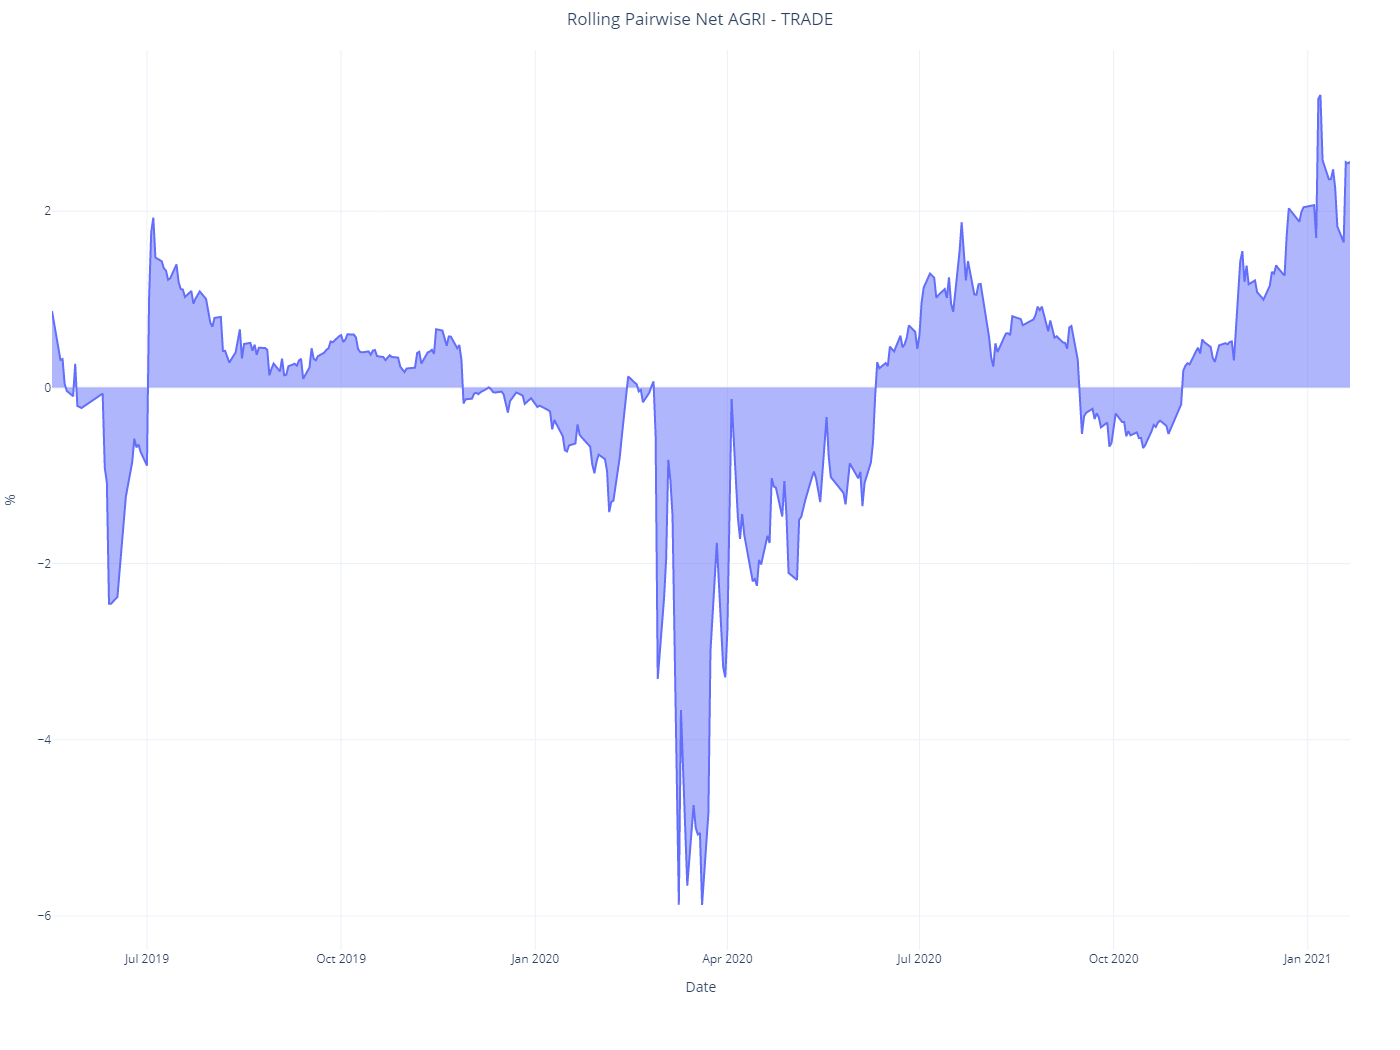 Rolling Pairwise Net AGRI - TRADE
%
2
0
−2
−4
−6
Jul 2019
Oct 2019
Jan 2020
Apr 2020
Jul 2020
Oct 2020
Jan 2021
Date